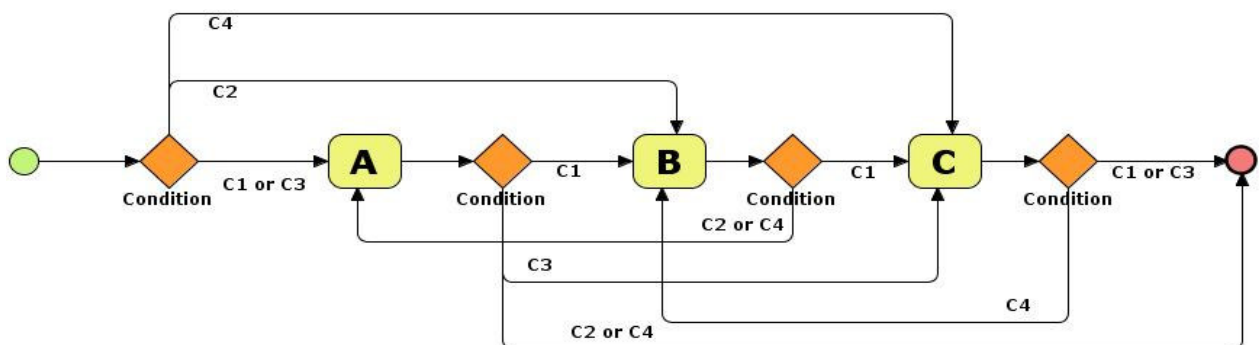 C4
C2
A
B
C
C1 or C3
C1
C1
C1 or C3
Condition
Condition
Condition
Condition
C2 or C4
C3
C4
C2 or C4